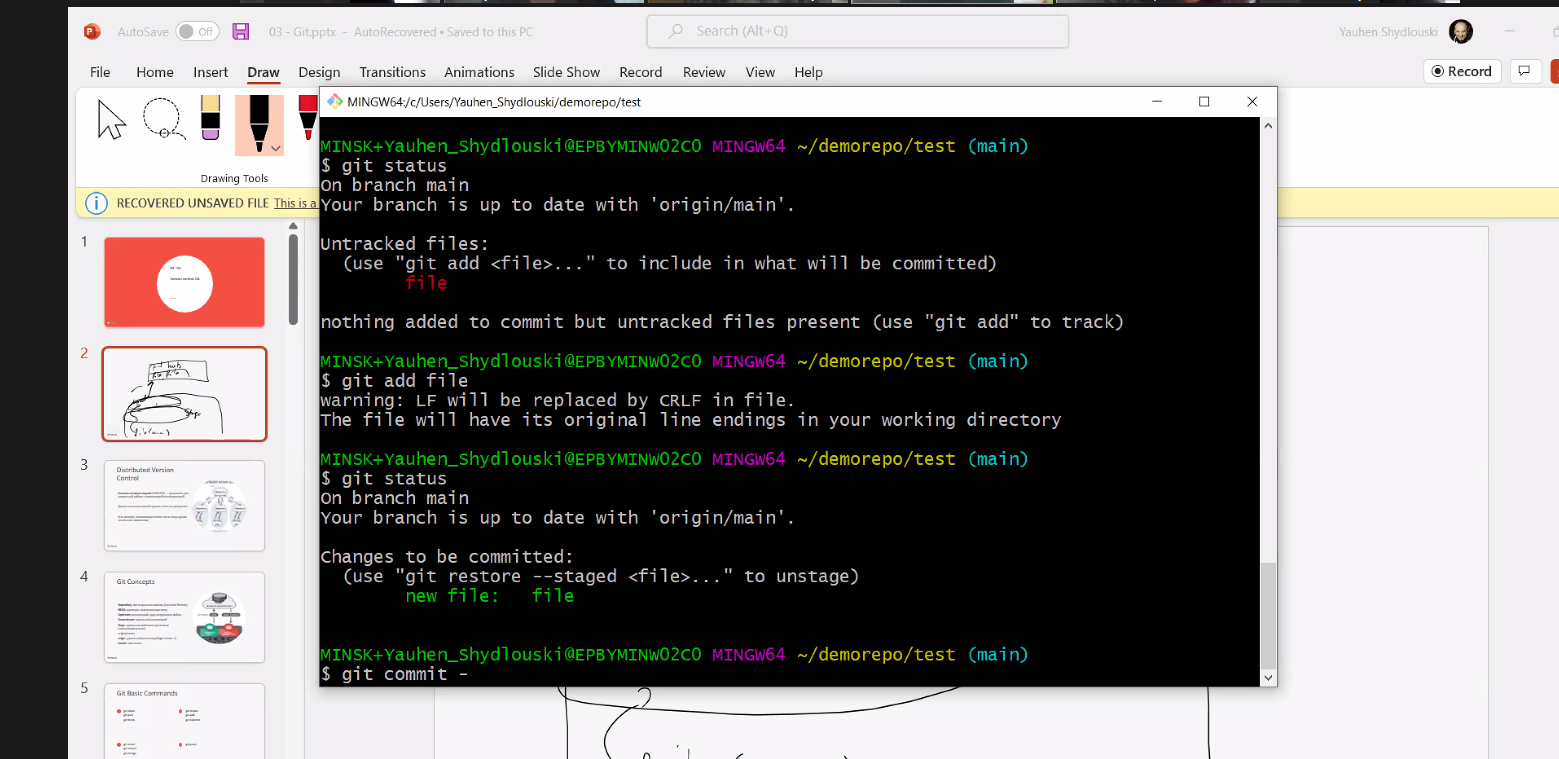 AutoSave Off 03 - Git.pptx - AutoRecovered • Saved to this PC Search (Alt+Q) Yauhen Shydlouski
File Home Insert Draw Design Transitions Animations Slide Show Record Review View Help Record
Drawing Tools
RECOVERED UNSAVED FILE This is a
MINGW64:/c/Users/Yauhen_Shydlouski/demorepo/test
MINSK+Yauhen_Shydlouski@EPBYMINW02C0 MINGW64 ~/demorepo/test (main)
$ git status
On branch main
Your branch is up to date with 'origin/main'.
Untracked files:
(use "git add <file>..." to include in what will be committed)
file
nothing added to commit but untracked files present (use "git add" to track)
MINSK+Yauhen_Shydlouski@EPBYMINW02C0 MINGW64 ~/demorepo/test (main)
$ git add file
warning: LF will be replaced by CRLF in file.
The file will have its original line endings in your working directory
MINSK+Yauhen_Shydlouski@EPBYMINW02C0 MINGW64 ~/demorepo/test (main)
$ git status
On branch main
Your branch is up to date with 'origin/main'.
Changes to be committed:
(use "git restore --staged <file>..." to unstage)
new file: file
MINSK+Yauhen_Shydlouski@EPBYMINW02C0 MINGW64 ~/demorepo/test (main)
$ git commit -
1
2
3
Distributed Version
Control
4
Git Concepts
5
Git Basic Commands